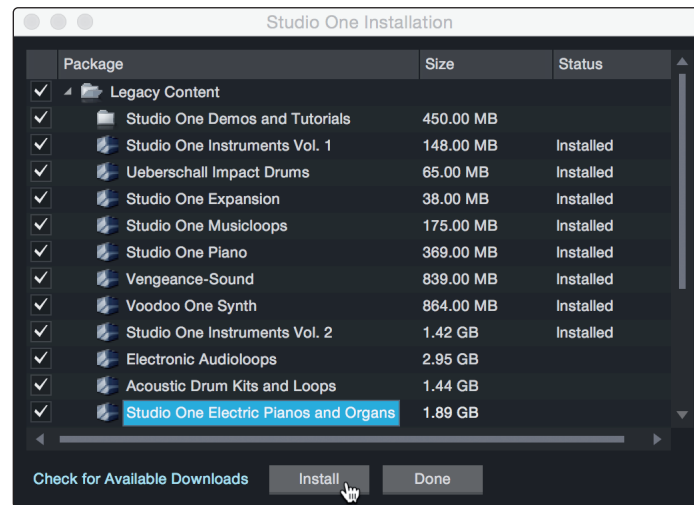 Studio One Installation
Package Size Status
Legacy Content
Studio One Demos and Tutorials 450.00 MB
Studio One Instruments Vol. 1 148.00 MB Installed
Ueberschall Impact Drums 65.00 MB Installed
Studio One Expansion 38.00 MB Installed
Studio One Musicloops 175.00 MB Installed
Studio One Piano 369.00 MB Installed
Vengeance-Sound 839.00 MB Installed
Voodoo One Synth 864.00 MB Installed
Studio One Instruments Vol. 2 1.42 GB Installed
Electronic Audioloops 2.95 GB
Acoustic Drum Kits and Loops 1.44 GB
Studio One Electric Pianos and Organs 1.89 GB
Check for Available Downloads Install Done